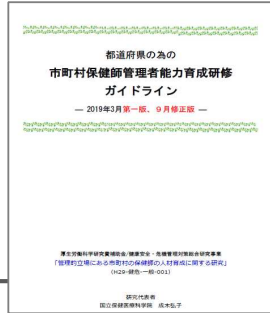 都道府県の為の
市町村保健師管理者能力育成研修
ガイドライン
― 2019年3月第一版、9月修正版 ―
厚生労働科学研究費補助金/健康安全・危機管理対策総合研究事業
「管理的立場にある市町村の保健師の人材育成に関する研究」
(H29-健危-一般-001)
研究代表者
国立保健医療科学院 成木弘子